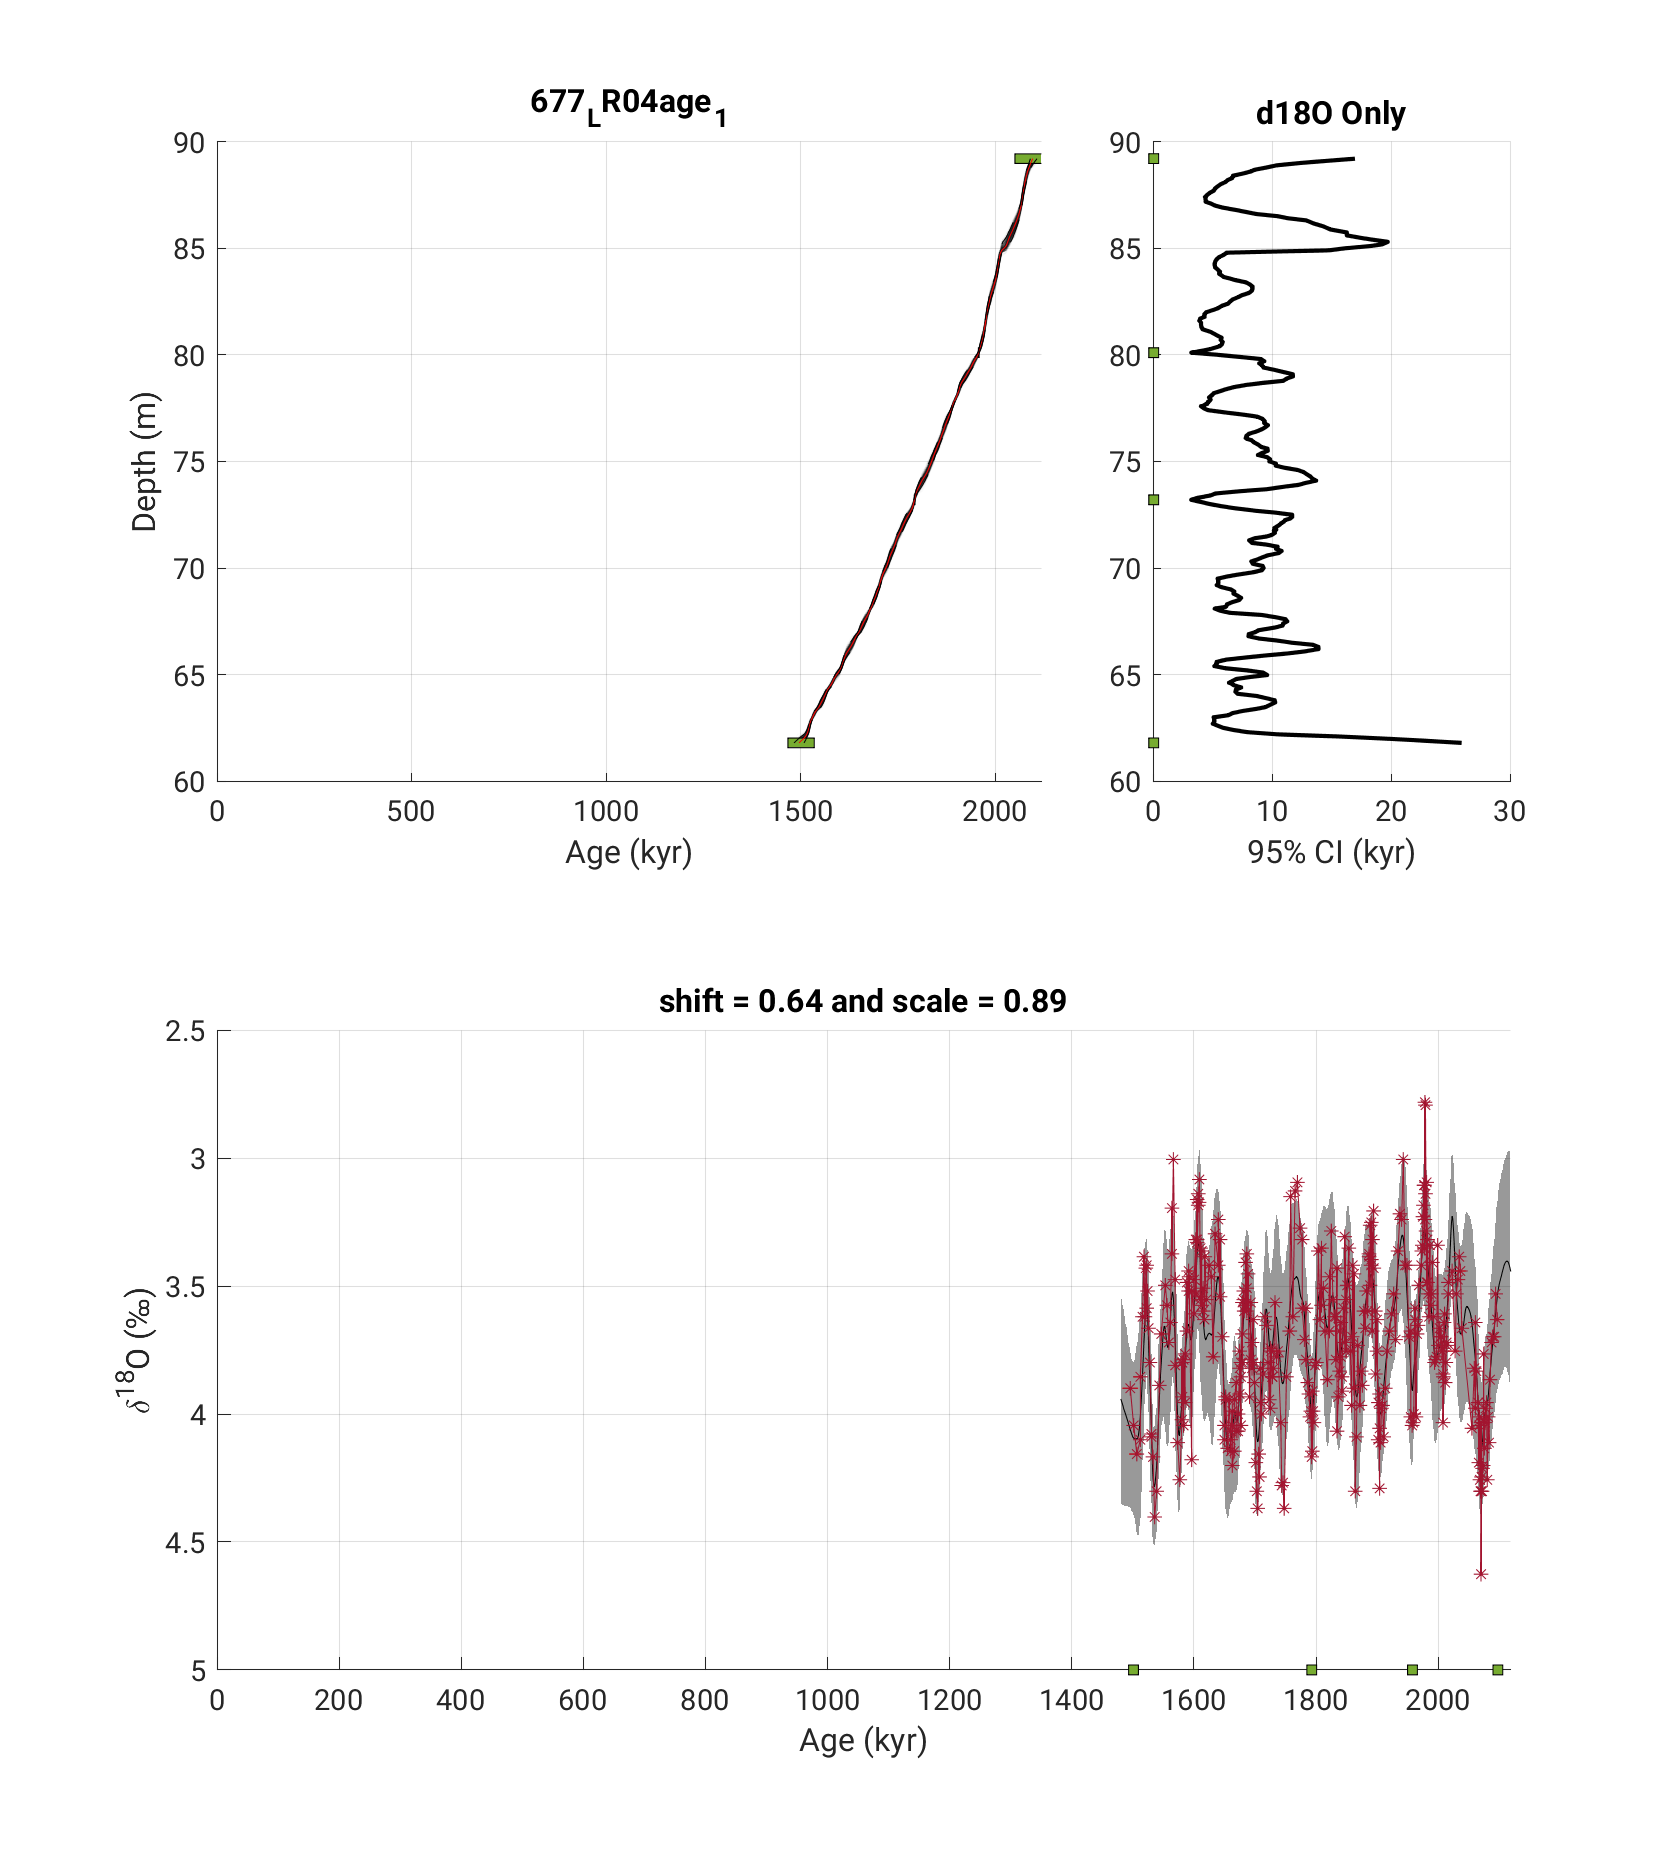 677_LR04age_1
d18O Only
90
85
80
75
70
65
60
Depth (m)
0 500 1000 1500 2000
Age (kyr)
90
85
80
75
70
65
60
0 10 20 30
95% CI (kyr)
shift = 0.64 and scale = 0.89
2.5
3
3.5
4
4.5
5
δ18O (‰)
0 200 400 600 800 1000 1200 1400 1600 1800 2000
Age (kyr)